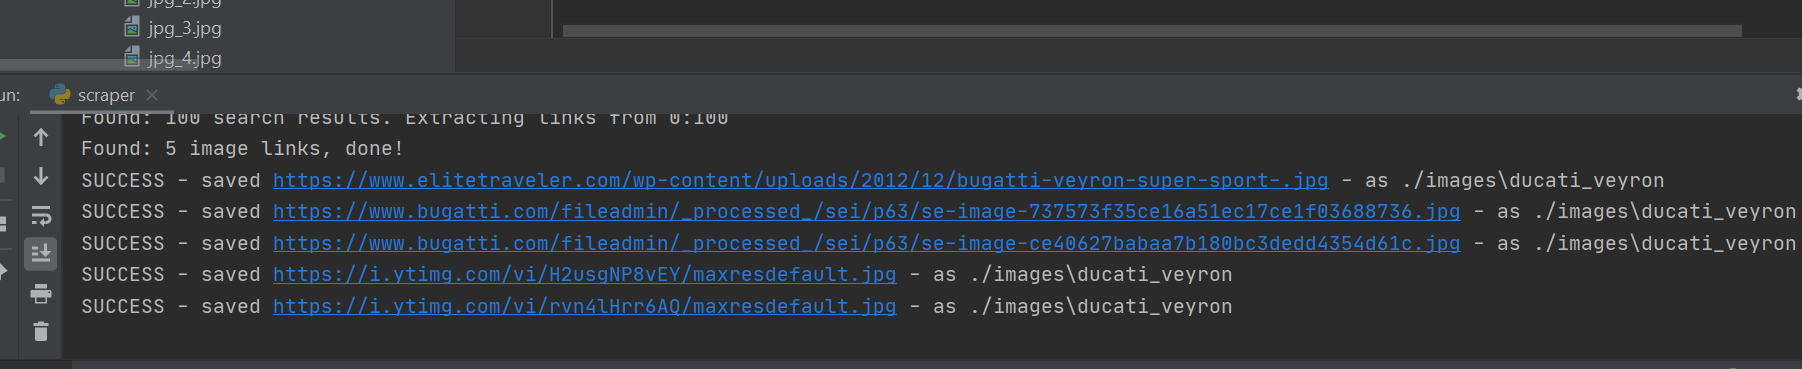 jpg_2.jpg
jpg_3.jpg
jpg_4.jpg
un:
scraper
Found: 100 search results. Extracting links from 0:100
Found: 5 image links, done!
SUCCESS - saved https://www.elitetraveler.com/wp-content/uploads/2012/12/bugatti-veyron-super-sport-.jpg - as ./images\ducati_veyron
SUCCESS - saved https://www.bugatti.com/fileadmin/_processed_/sei/p63/se-image-737573f35ce16a51ec17ce1f03688736.jpg - as ./images\ducati_veyron
SUCCESS - saved https://www.bugatti.com/fileadmin/_processed_/sei/p63/se-image-ce40627babaa7b180bc3dedd4354d61c.jpg - as ./images\ducati_veyron
SUCCESS - saved https://i.ytimg.com/vi/H2usgNP8vEY/maxresdefault.jpg - as ./images\ducati_veyron
SUCCESS - saved https://i.ytimg.com/vi/rvn4lHrr6AQ/maxresdefault.jpg - as ./images\ducati_veyron